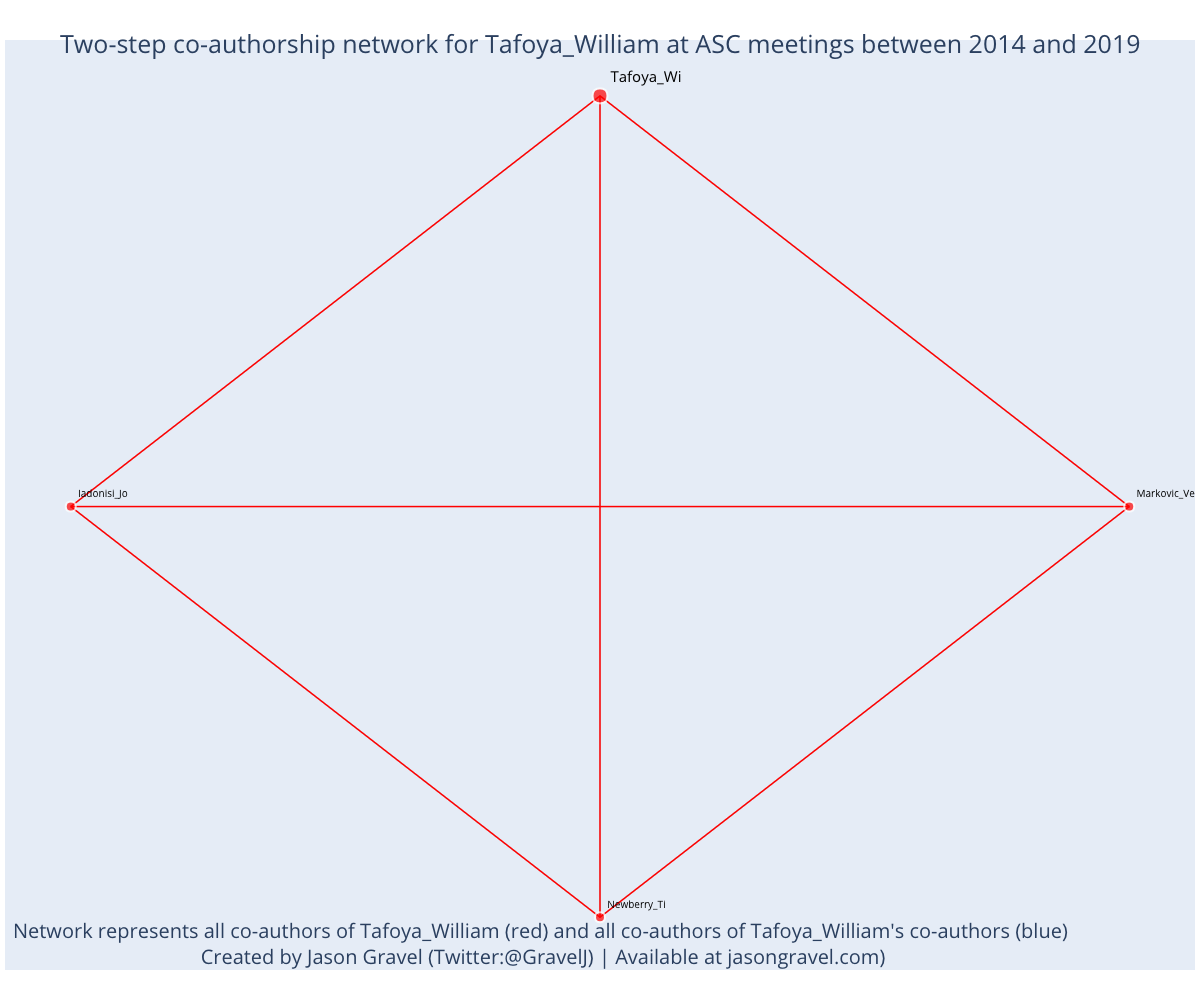 Two-step co-authorship network for Tafoya_William at ASC meetings between 2014 and 2019
Tafoya_Wi
Iadonisi_Jo
Markovic_Ve
Newberry_Ti
Network represents all co-authors of Tafoya_William (red) and all co-authors of Tafoya_William's co-authors (blue)
Created by Jason Gravel (Twitter:@GravelJ) | Available at jasongravel.com)